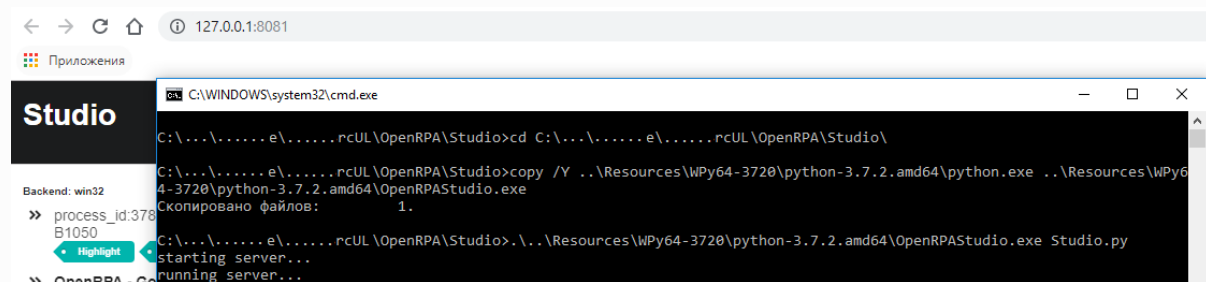 127.0.0.1:8081
Приложения
Studio
Backend: win32
process_id:378
B1050
Highlight
C:\WINDOWS\system32\cmd.exe
C:\...\......e\......rcUL\OpenRPA\Studio>cd C:\...\......e\......rcUL\OpenRPA\Studio\
C:\...\......e\......rcUL\OpenRPA\Studio>copy /Y ..\Resources\WPy64-3720\python-3.7.2.amd64\python.exe ..\Resources\WPy6
4-3720\python-3.7.2.amd64\OpenRPAStudio.exe
Скопировано файлов: 1.
C:\...\......e\......rcUL\OpenRPA\Studio>.\..\Resources\WPy64-3720\python-3.7.2.amd64\OpenRPAStudio.exe Studio.py
starting server...
running server...